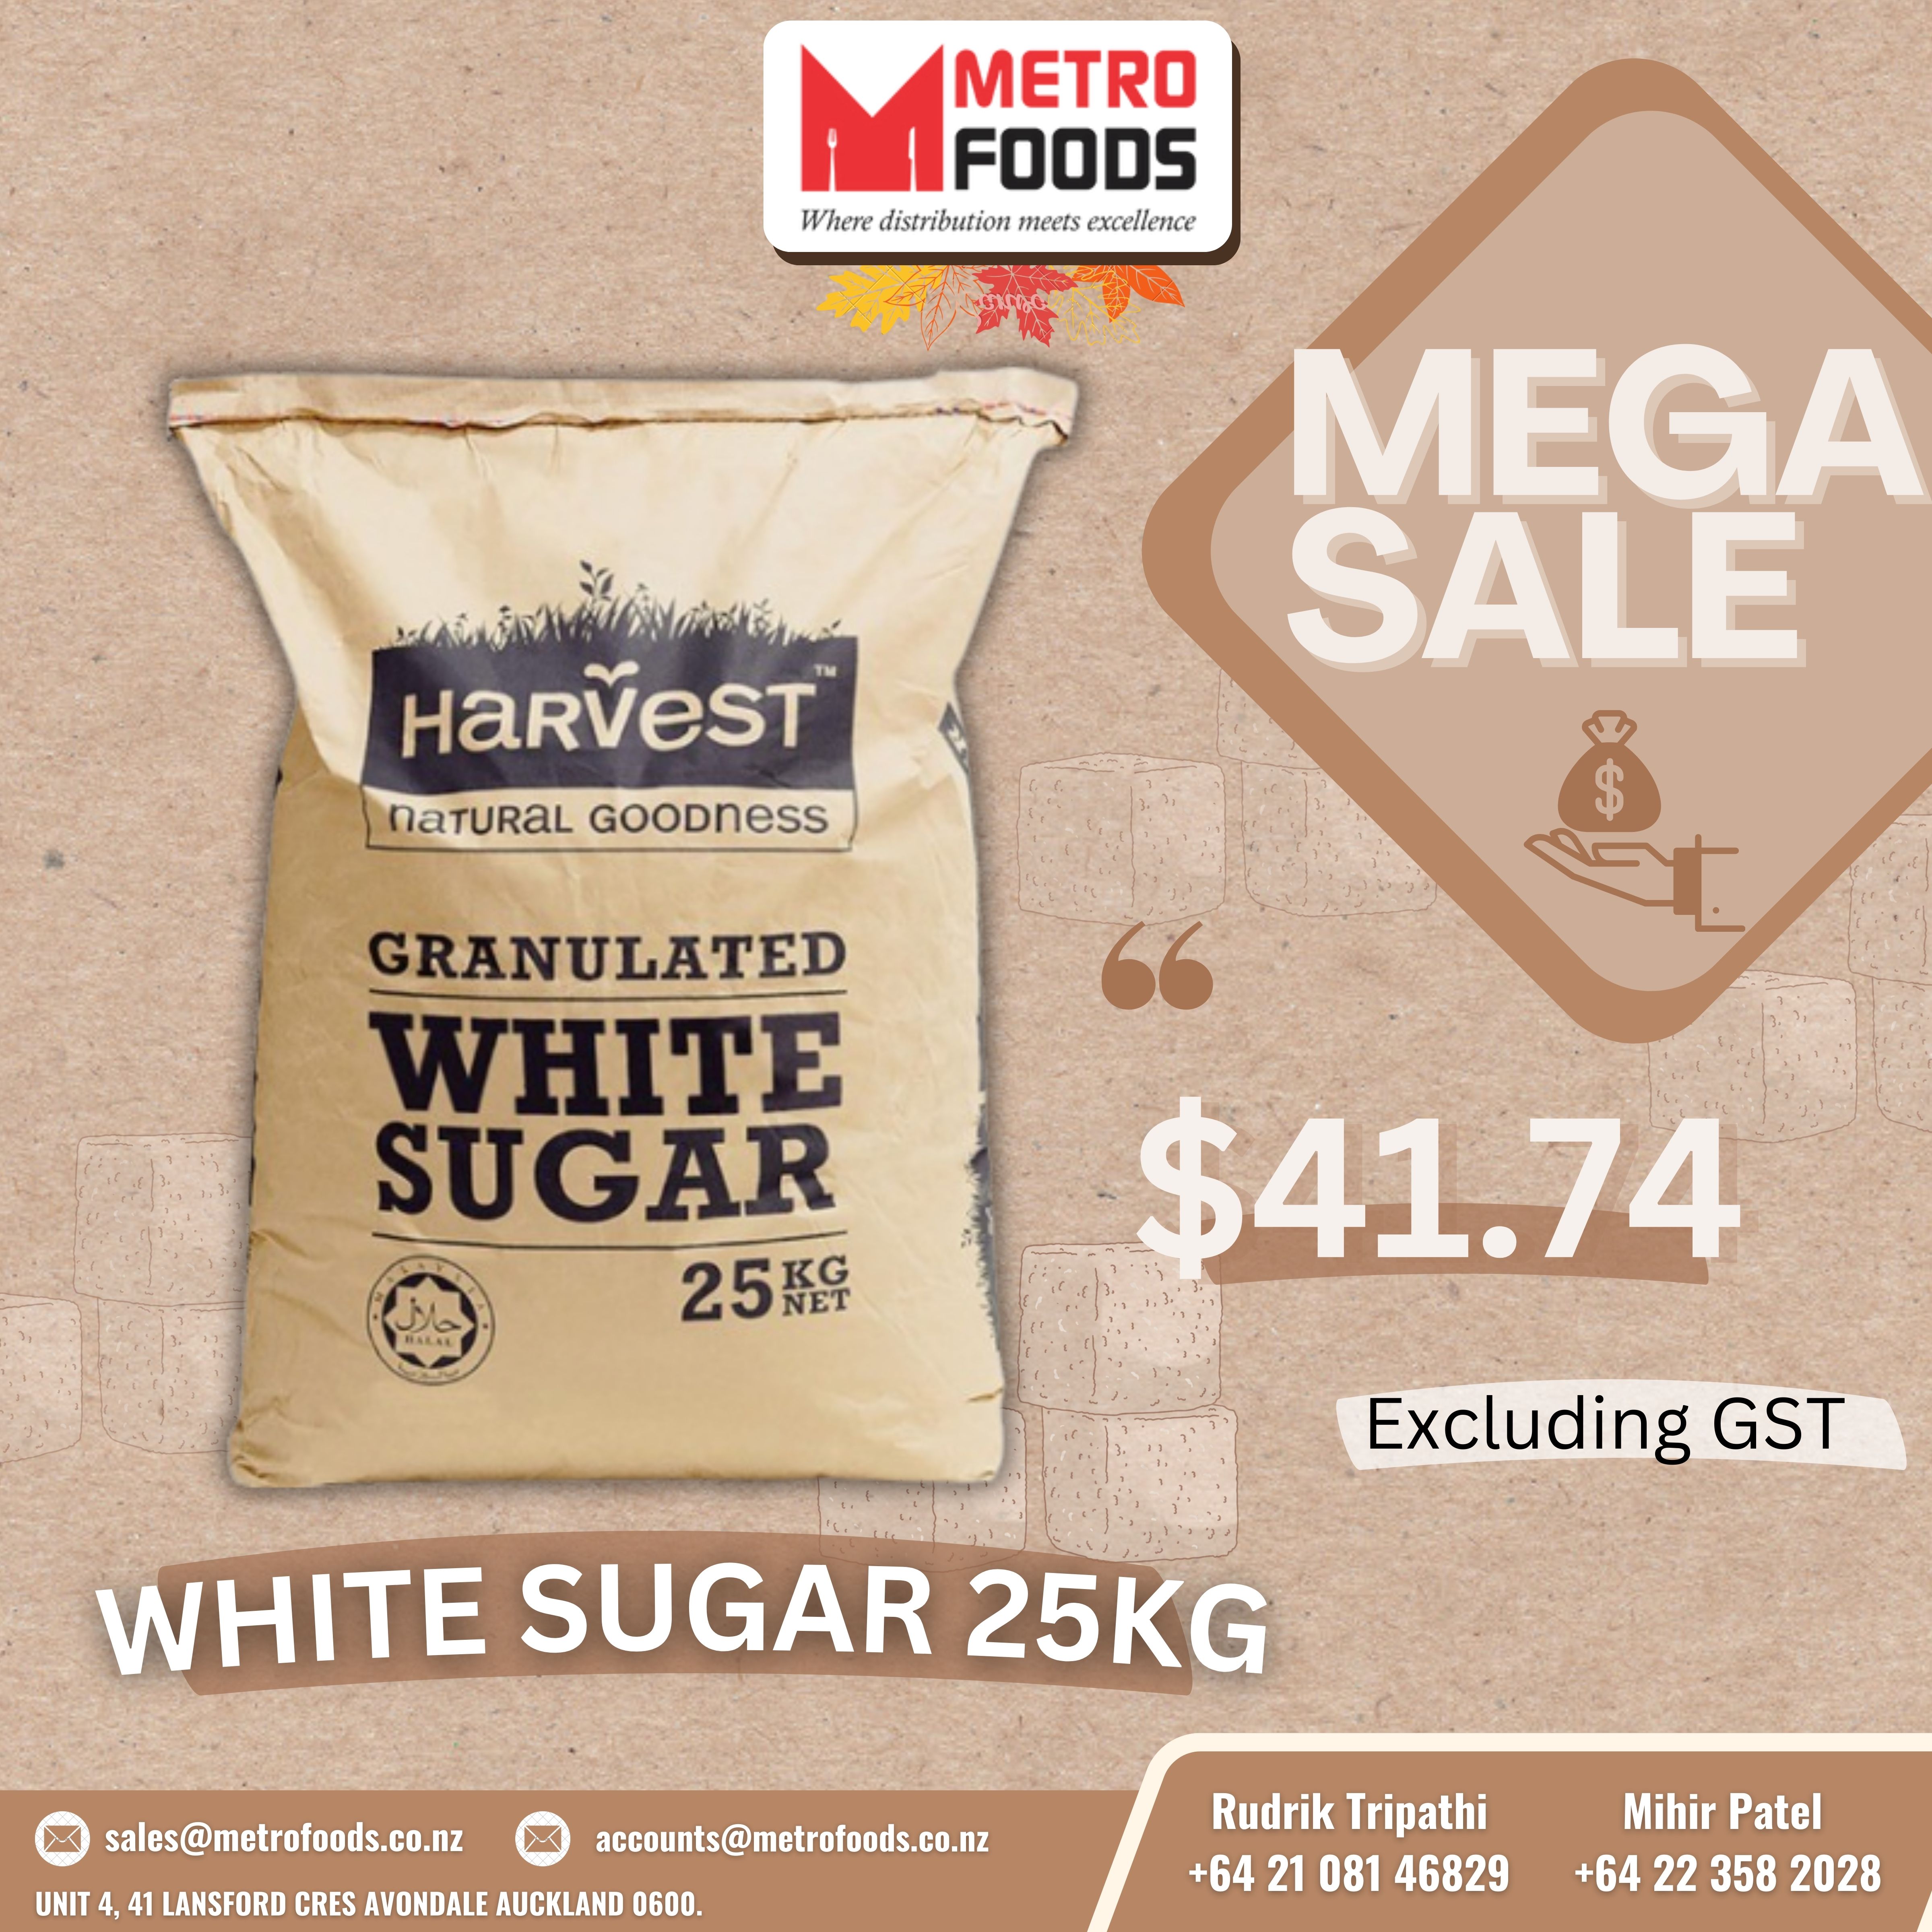 METRO
FOODS
Where distribution meets excellence
MEGA
SALE
$
HARVEST™
NATURAL GOODNESS
GRANULATED
WHITE
SUGAR
25 KG NET
MALAYSIA
حلال
HALAL
“
$41.74
Excluding GST
WHITE SUGAR 25KG
sales@metrofoods.co.nz
accounts@metrofoods.co.nz
UNIT 4, 41 LANSFORD CRES AVONDALE AUCKLAND 0600.
Rudrik Tripathi
+64 21 081 46829
Mihir Patel
+64 22 358 2028